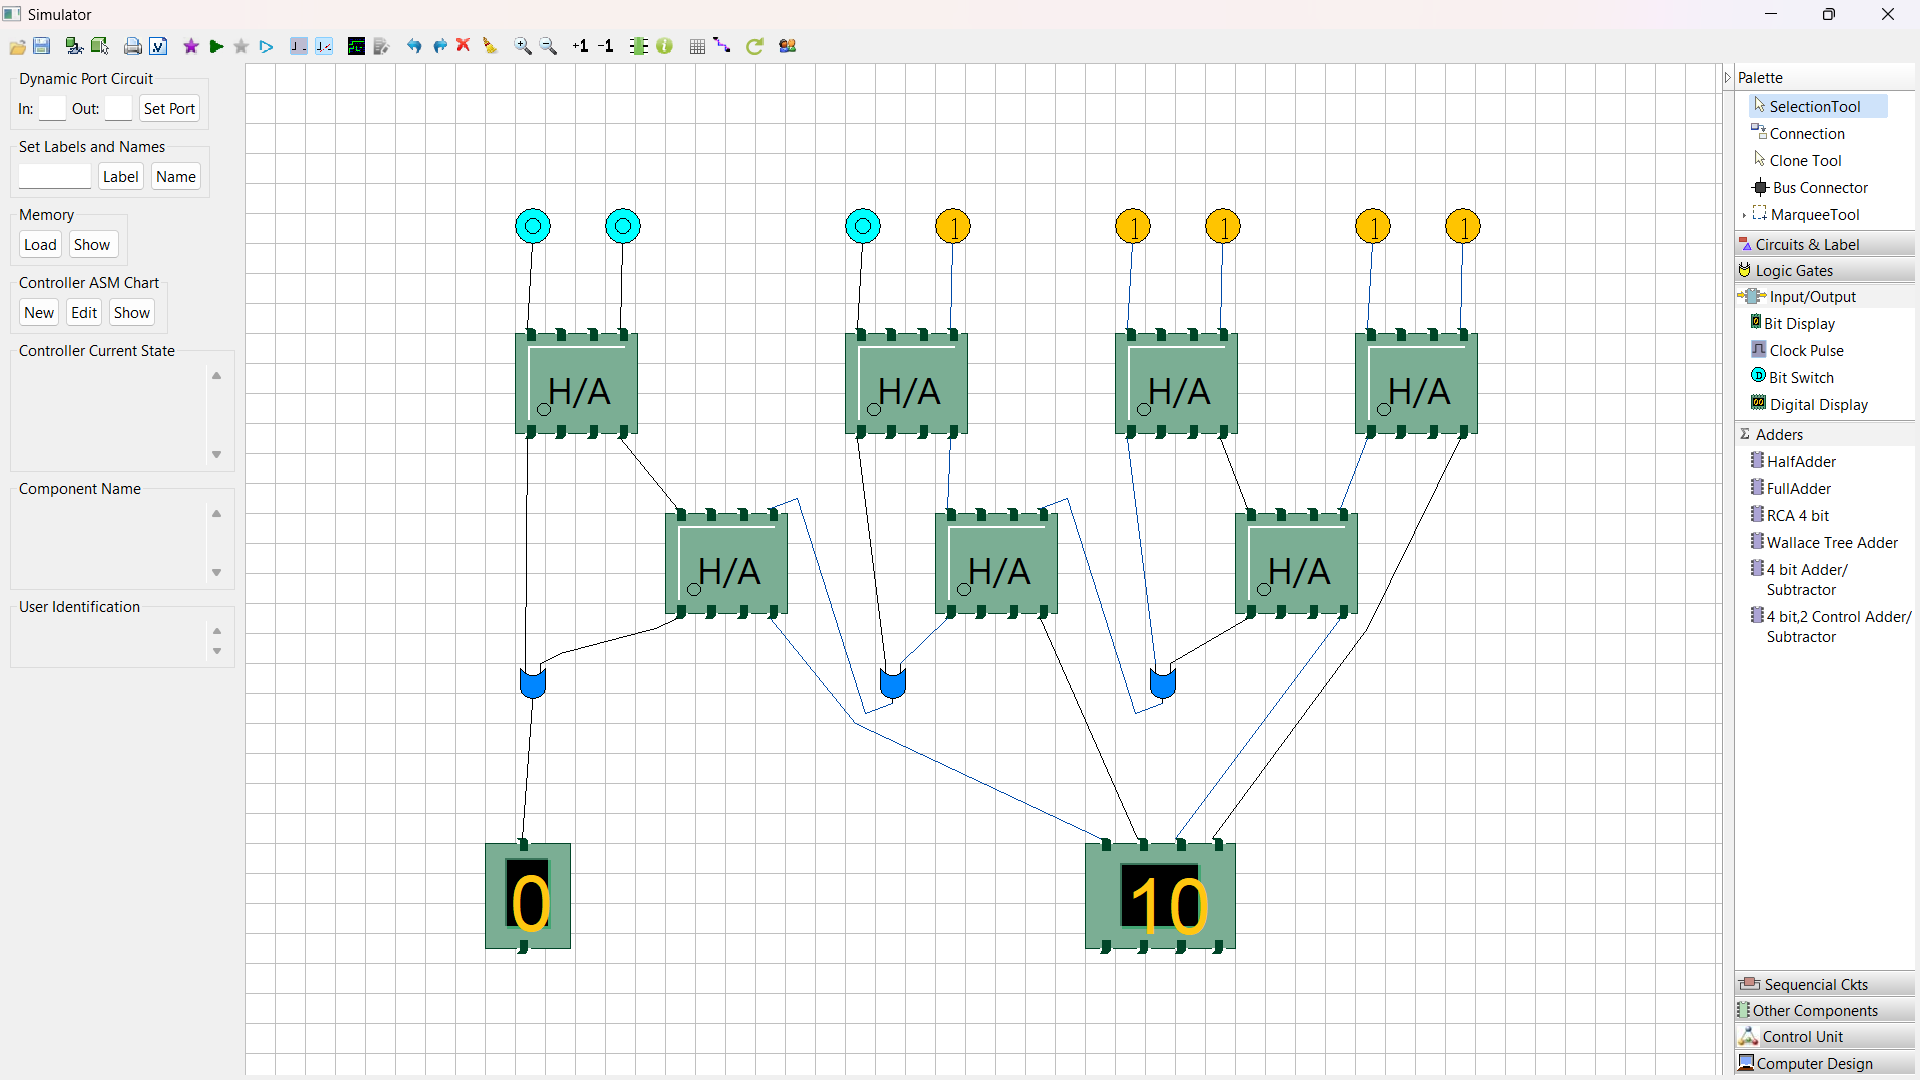 Simulator
+1 -1
Dynamic Port Circuit
In: Out: Set Port
Set Labels and Names
Label Name
Memory
Load Show
Controller ASM Chart
New Edit Show
Controller Current State
Component Name
User Identification
1 1 1 1 1
H/A H/A H/A H/A
H/A H/A H/A
0 10
Palette
SelectionTool
Connection
Clone Tool
Bus Connector
MarqueeTool
Circuits & Label
Logic Gates
Input/Output
Bit Display
Clock Pulse
Bit Switch
Digital Display
Σ Adders
HalfAdder
FullAdder
RCA 4 bit
Wallace Tree Adder
4 bit Adder/
Subtractor
4 bit,2 Control Adder/
Subtractor
Sequencial Ckts
Other Components
Control Unit
Computer Design